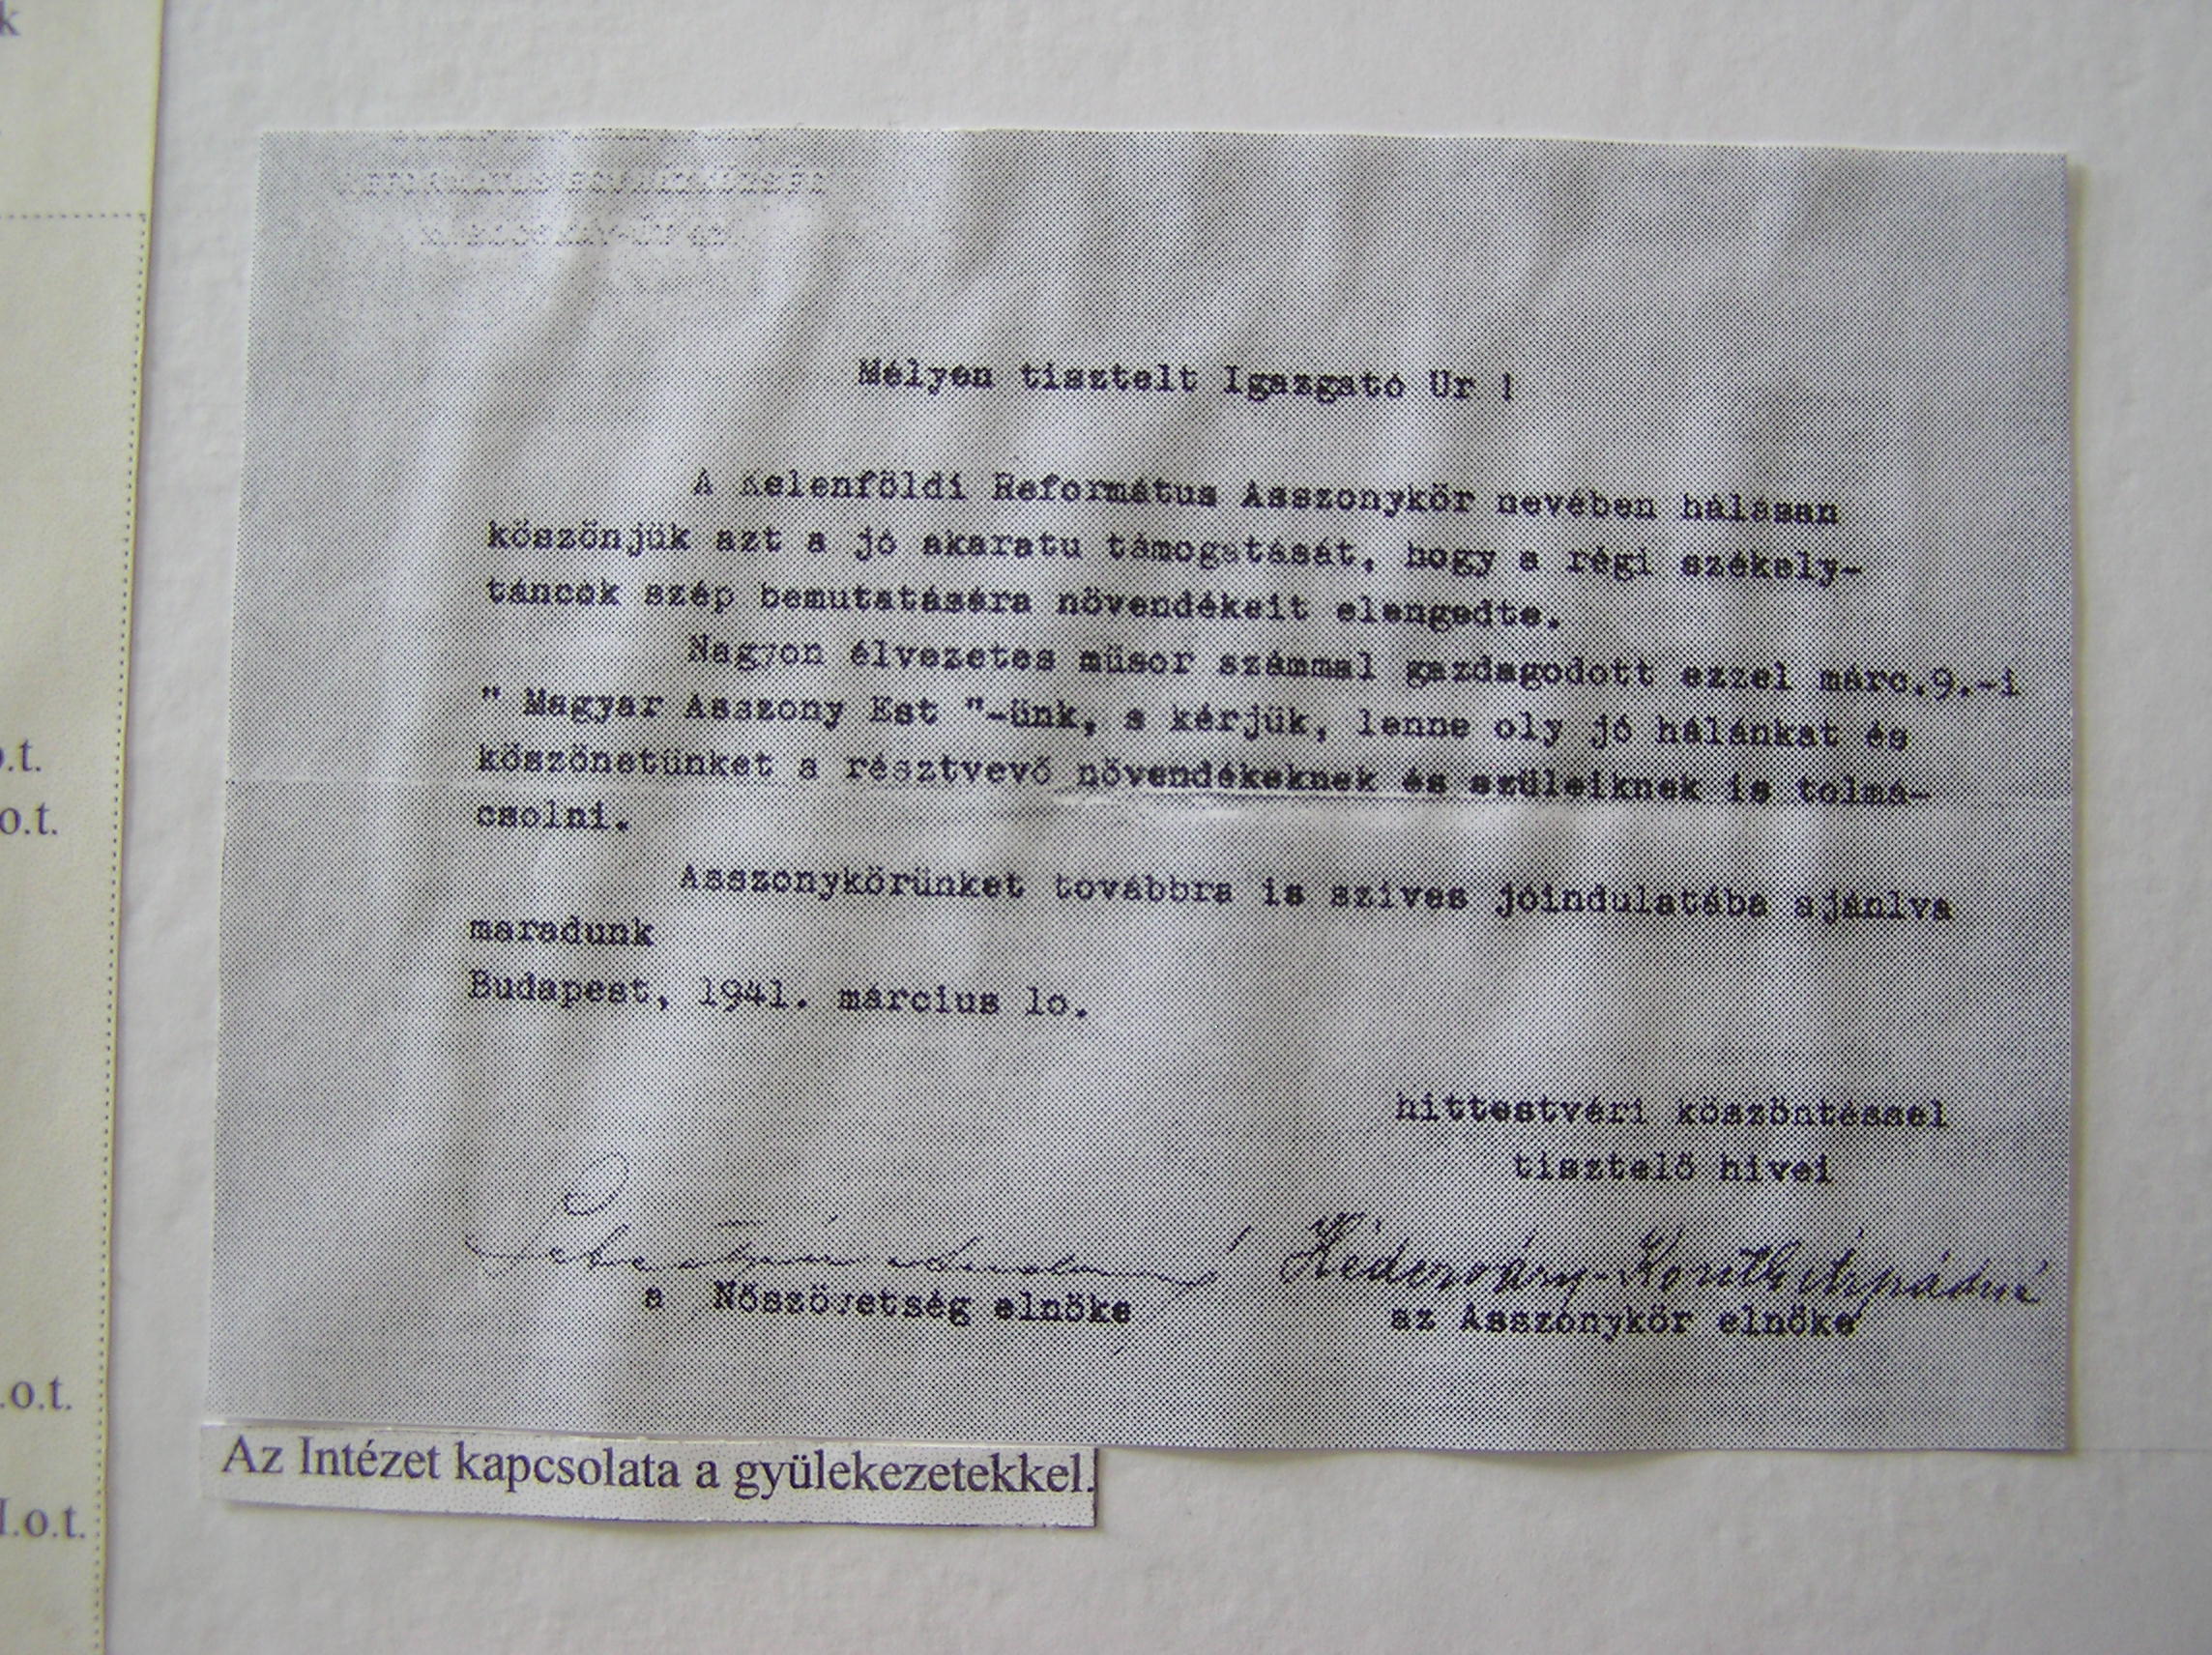 k
Mélyen tisztelt Igazgató Ur !
A Kelenföldi Református Asszonykör nevében hálásan
köszönjük azt a jó akaratu támogatását, hogy a régi székely-
táncok szép bemutatására növendékeit elengedte.
Nagyon élvezetes müsor számmal gazdagodott ezzel márc.9.-i
" Magyar Asszony Est "-ünk, s kérjük, lenne oly jó hálánkat és
köszönetünket a résztvevő növendékeknek és szüleiknek is tolmá-
csolni.
Asszonykörünket továbbra is szives jóindulatába ajánlva
maradunk
Budapest, 1941. március lo.
hittestvéri köszöntéssel
tisztelő hivei
Héderváry-Korith Árpádné
a Nőszövetség elnöke
az Asszonykör elnöke
Az Intézet kapcsolata a gyülekezetekkel.
.t.
o.t.
.o.t.
I.o.t.